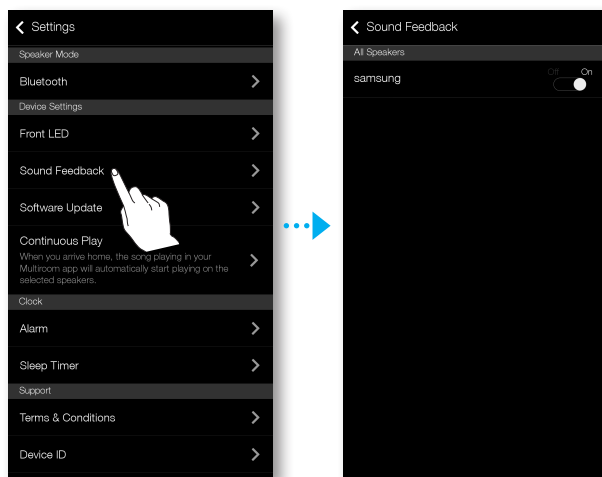 Settings
Speaker Mode
Bluetooth
Device Settings
Front LED
Sound Feedback
Software Update
Continuous Play
When you arrive home, the song playing in your
Multiroom app will automatically start playing on the
selected speakers.
Clock
Alarm
Sleep Timer
Support
Terms & Conditions
Device ID
Sound Feedback
All Speakers
samsung
Off On